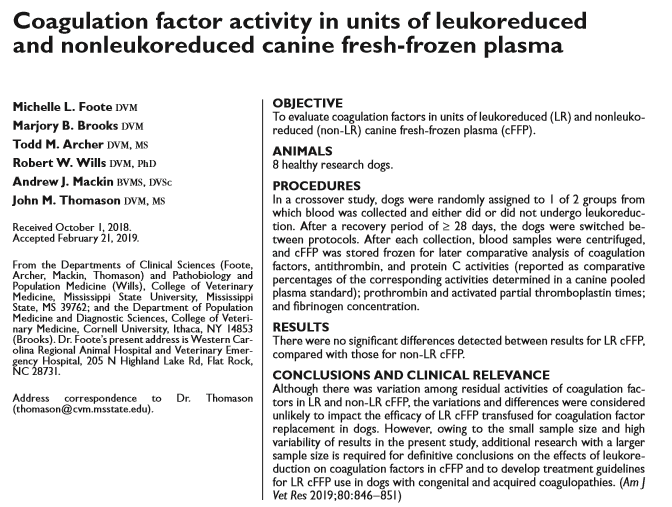 Coagulation factor activity in units of leukoreduced
and nonleukoreduced canine fresh-frozen plasma
Michelle L. Foote DVM
Marjory B. Brooks DVM
Todd M. Archer DVM, MS
Robert W. Wills DVM, PhD
Andrew J. Mackin BVMS, DVSc
John M. Thomason DVM, MS
Received October 1, 2018.
Accepted February 21, 2019.
From the Departments of Clinical Sciences (Foote,
Archer, Mackin, Thomason) and Pathobiology and
Population Medicine (Wills), College of Veterinary
Medicine, Mississippi State University, Mississippi
State, MS 39762; and the Department of Population
Medicine and Diagnostic Sciences, College of Veteri-
nary Medicine, Cornell University, Ithaca, NY 14853
(Brooks). Dr. Foote's present address is Western Car-
olina Regional Animal Hospital and Veterinary Emer-
gency Hospital, 205 N Highland Lake Rd, Flat Rock,
NC 28731.
Address correspondence to Dr. Thomason
(thomason@cvm.msstate.edu).
OBJECTIVE
To evaluate coagulation factors in units of leukoreduced (LR) and nonleuko-
reduced (non-LR) canine fresh-frozen plasma (cFFP).
ANIMALS
8 healthy research dogs.
PROCEDURES
In a crossover study, dogs were randomly assigned to 1 of 2 groups from
which blood was collected and either did or did not undergo leukoreduc-
tion. After a recovery period of ≥ 28 days, the dogs were switched be-
tween protocols. After each collection, blood samples were centrifuged,
and cFFP was stored frozen for later comparative analysis of coagulation
factors, antithrombin, and protein C activities (reported as comparative
percentages of the corresponding activities determined in a canine pooled
plasma standard); prothrombin and activated partial thromboplastin times;
and fibrinogen concentration.
RESULTS
There were no significant differences detected between results for LR cFFP,
compared with those for non-LR cFFP.
CONCLUSIONS AND CLINICAL RELEVANCE
Although there was variation among residual activities of coagulation fac-
tors in LR and non-LR cFFP, the variations and differences were considered
unlikely to impact the efficacy of LR cFFP transfused for coagulation factor
replacement in dogs. However, owing to the small sample size and high
variability of results in the present study, additional research with a larger
sample size is required for definitive conclusions on the effects of leukore-
duction on coagulation factors in cFFP and to develop treatment guidelines
for LR cFFP use in dogs with congenital and acquired coagulopathies. (Am J
Vet Res 2019;80:846–851)